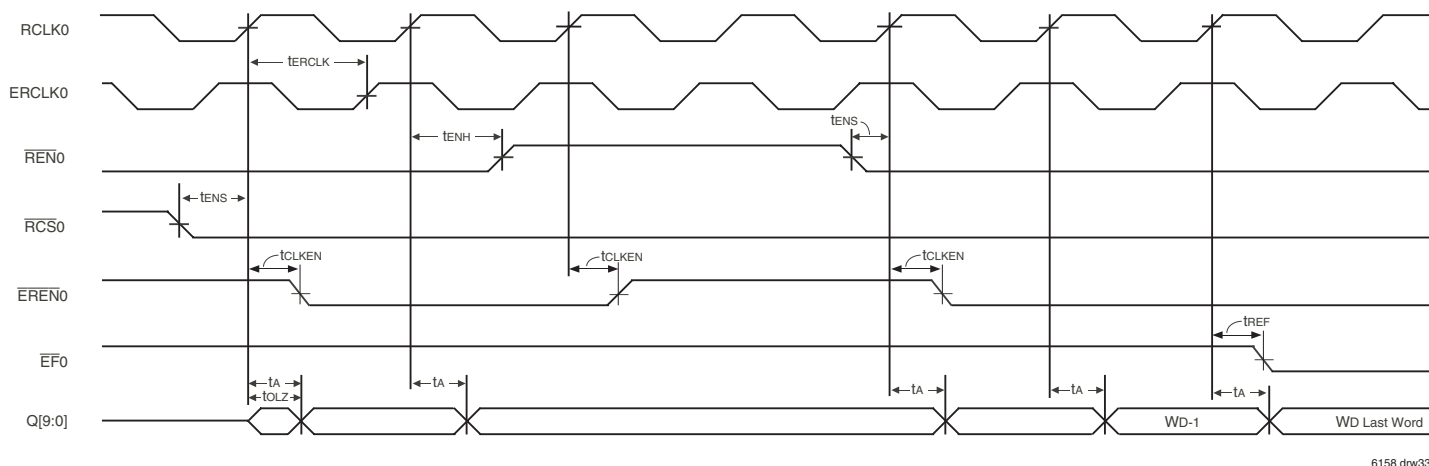 RCLK0
tERCLK
ERCLK0
tENH
tENS
REN0
tENS
RCS0
tCLKEN
tCLKEN
tCLKEN
EREN0
tREF
EF0
tA
tA
tA
tA
tA
tOLZ
Q[9:0]
WD-1
WD Last Word
6158 drw33